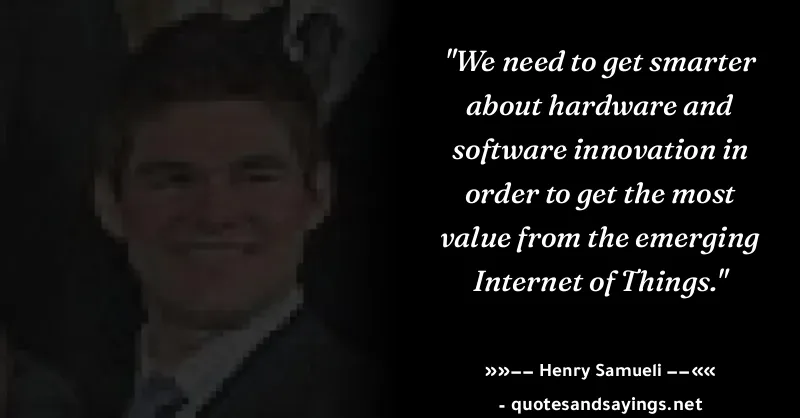 "We need to get smarter
about hardware and
software innovation in
order to get the most
value from the emerging
Internet of Things."
»»−− Henry Samueli −−««
- quotesandsayings.net